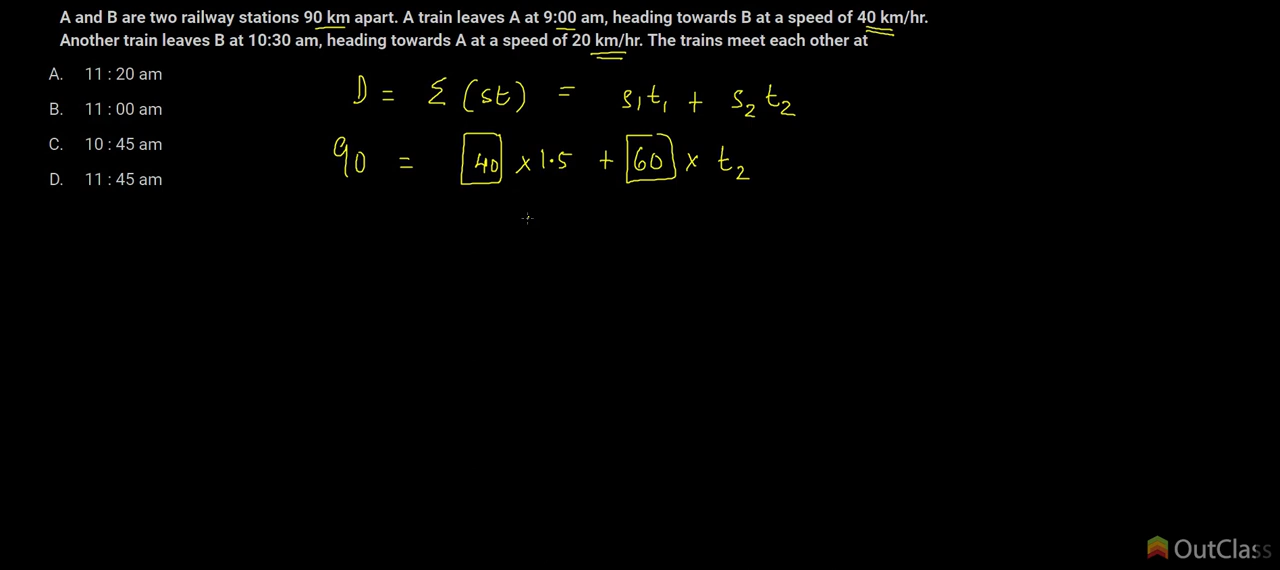 A and B are two railway stations 90 km apart. A train leaves A at 9:00 am, heading towards B at a speed of 40 km/hr.
Another train leaves B at 10:30 am, heading towards A at a speed of 20 km/hr. The trains meet each other at
A. 11 : 20 am
B. 11 : 00 am
C. 10 : 45 am
D. 11 : 45 am
D = Σ (st) = s₁t₁ + s₂t₂
90 = 40 × 1.5 + 60 × t₂
OutClass